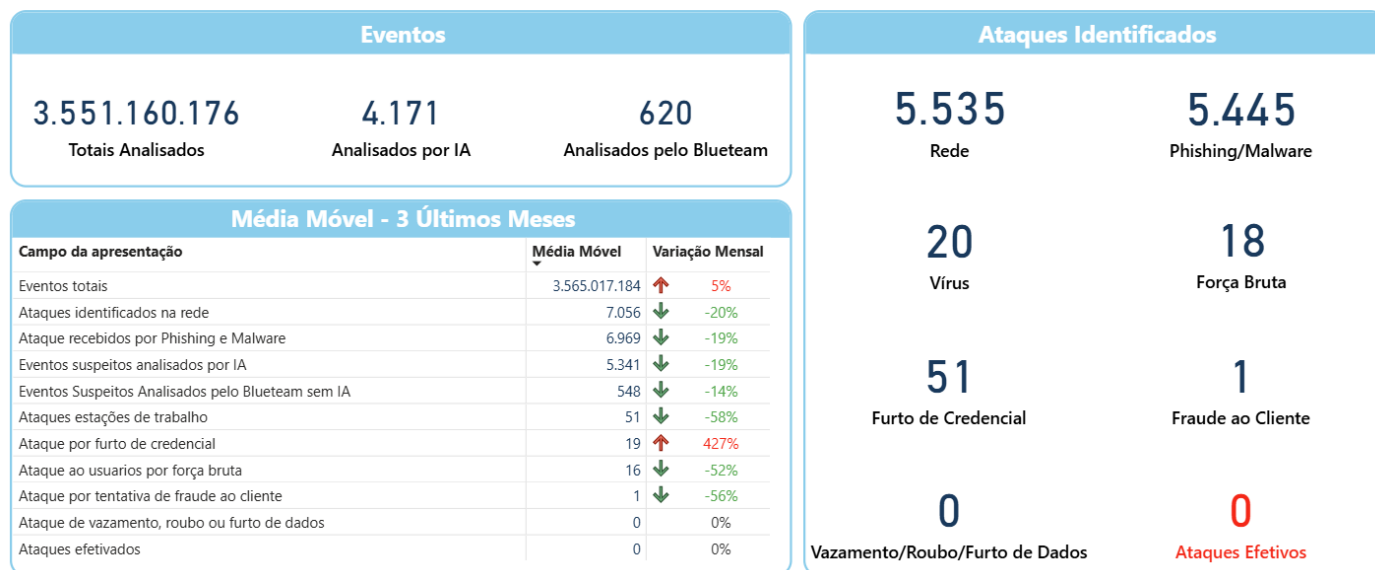 Eventos
3.551.160.176 4.171 620
Totais Analisados Analisados por IA Analisados pelo Blueteam
Média Móvel - 3 Últimos Meses
Campo da apresentação Média Móvel Variação Mensal
Eventos totais 3.565.017.184 5%
Ataques identificados na rede 7.056 -20%
Ataque recebidos por Phishing e Malware 6.969 -19%
Eventos suspeitos analisados por IA 5.341 -19%
Eventos Suspeitos Analisados pelo Blueteam sem IA 548 -14%
Ataques estações de trabalho 51 -58%
Ataque por furto de credencial 19 427%
Ataque ao usuarios por força bruta 16 -52%
Ataque por tentativa de fraude ao cliente 1 -56%
Ataque de vazamento, roubo ou furto de dados 0 0%
Ataques efetivados 0 0%
Ataques Identificados
5.535 5.445
Rede Phishing/Malware
20 18
Vírus Força Bruta
51 1
Furto de Credencial Fraude ao Cliente
0 0
Vazamento/Roubo/Furto de Dados Ataques Efetivos